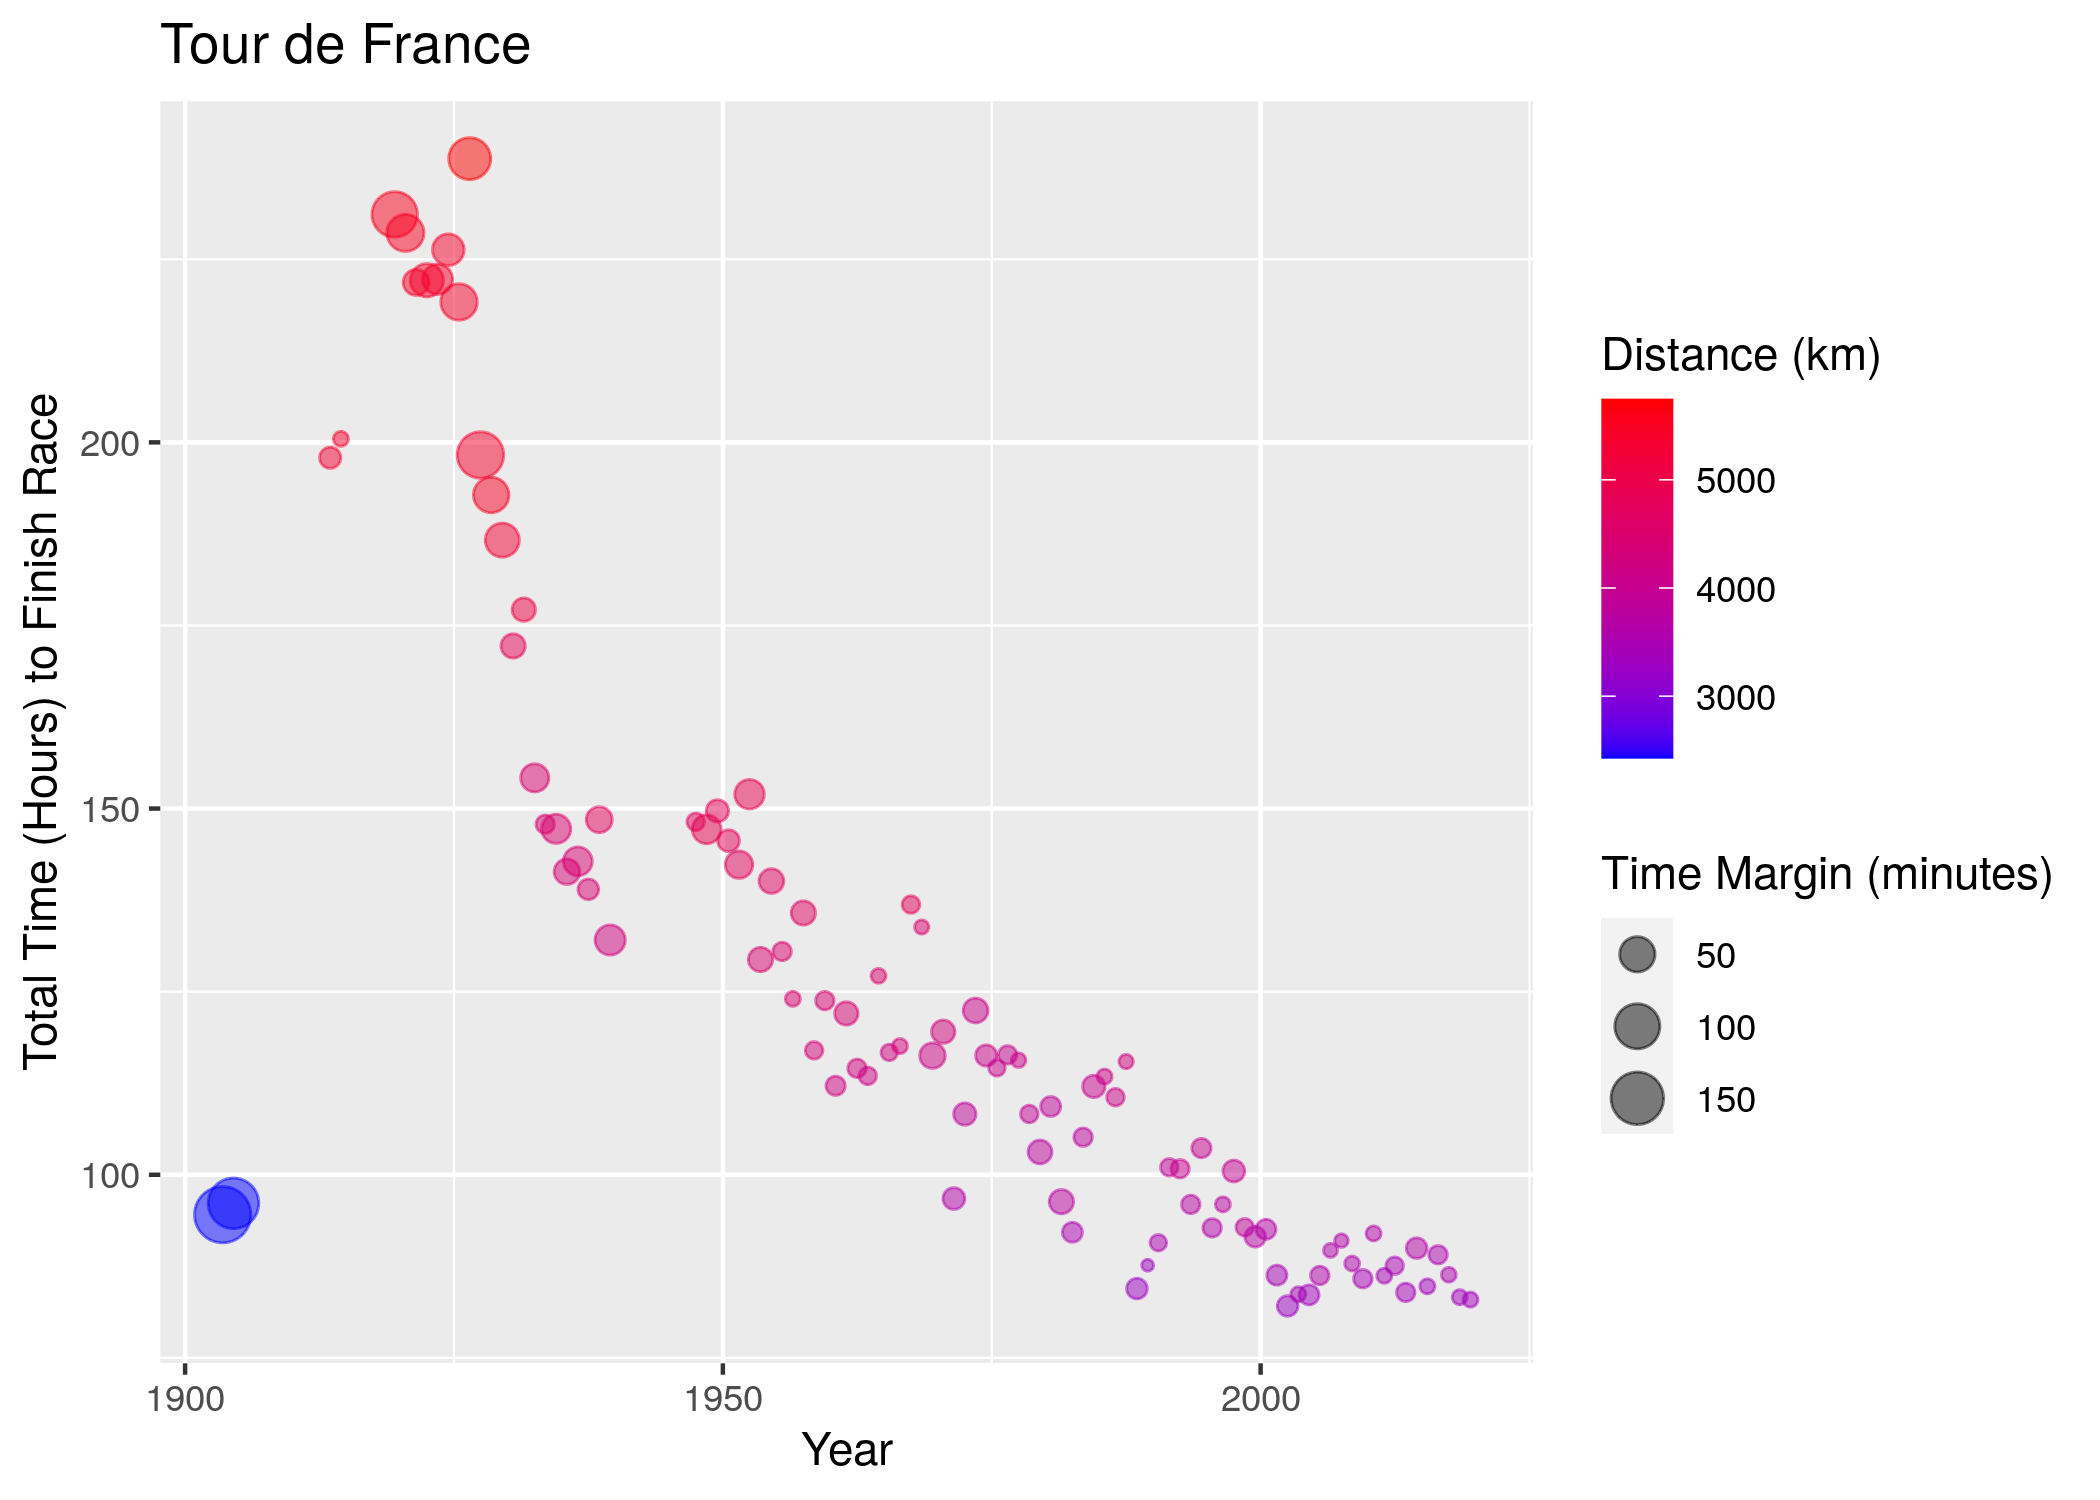 Tour de France
Total Time (Hours) to Finish Race
200
150
100
1900
1950
2000
Year
Distance (km)
5000
4000
3000
Time Margin (minutes)
50
100
150